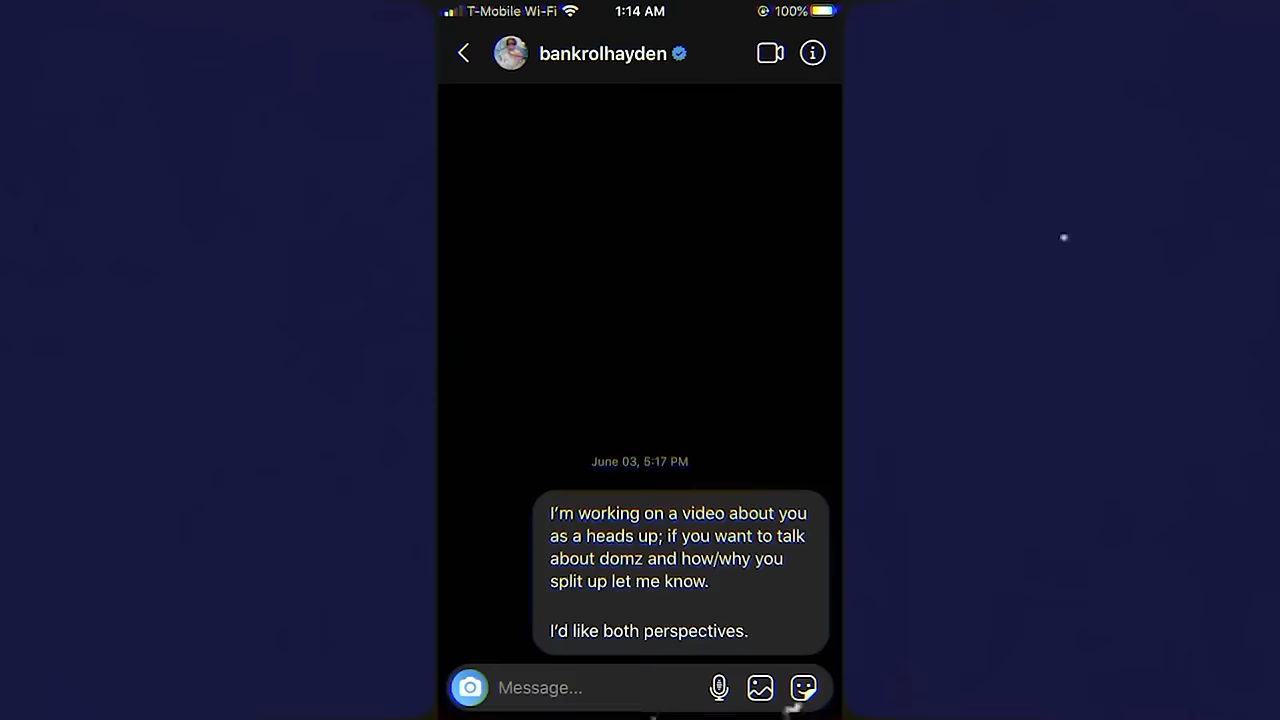 T-Mobile Wi-Fi 1:14 AM 100%
bankrolhayden
June 03, 5:17 PM
I'm working on a video about you
as a heads up; if you want to talk
about domz and how/why you
split up let me know.
I'd like both perspectives.
Message...